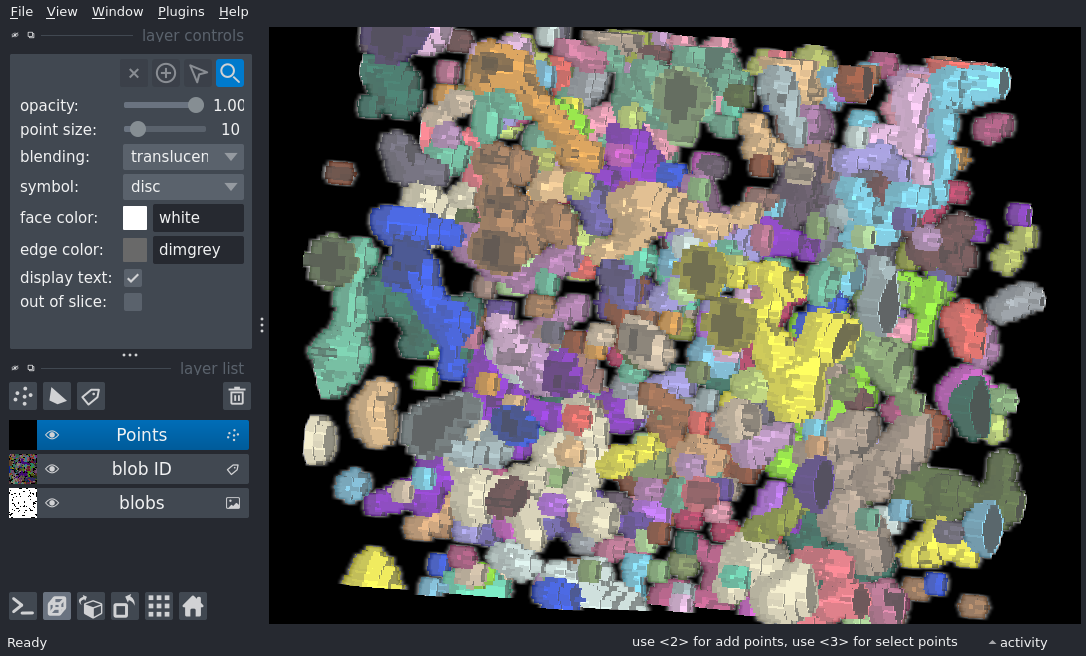 File View Window Plugins Help
layer controls
opacity: 1.00
point size: 10
blending: translucen
symbol: disc
face color: white
edge color: dimgrey
display text:
out of slice:
layer list
Points
blob ID
blobs
Ready use <2> for add points, use <3> for select points activity